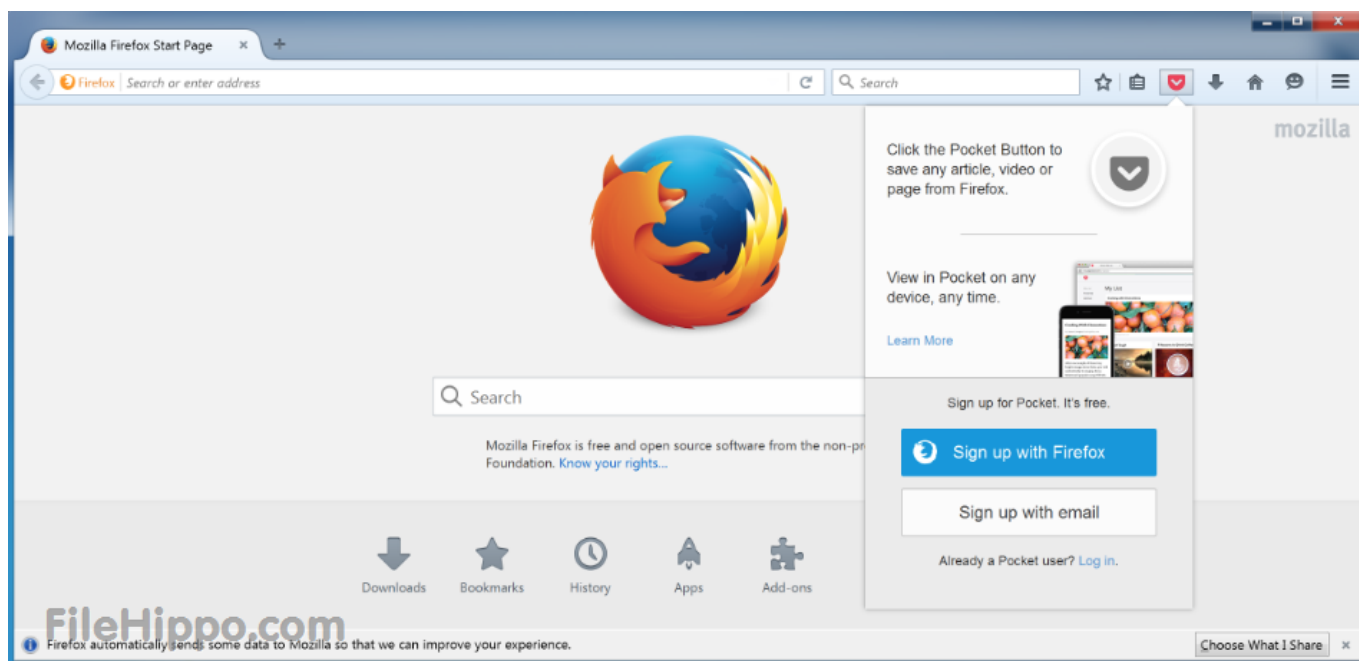 Mozilla Firefox Start Page
Firefox Search or enter address
Search
mozilla
Click the Pocket Button to
save any article, video or
page from Firefox.
View in Pocket on any
device, any time.
Learn More
My List
Search
Sign up for Pocket. It's free.
Mozilla Firefox is free and open source software from the non-pr
Foundation. Know your rights...
Sign up with Firefox
Sign up with email
Already a Pocket user? Log in.
Downloads
Bookmarks
History
Apps
Add-ons
FileHippo.com
Firefox automatically sends some data to Mozilla so that we can improve your experience.
Choose What I Share